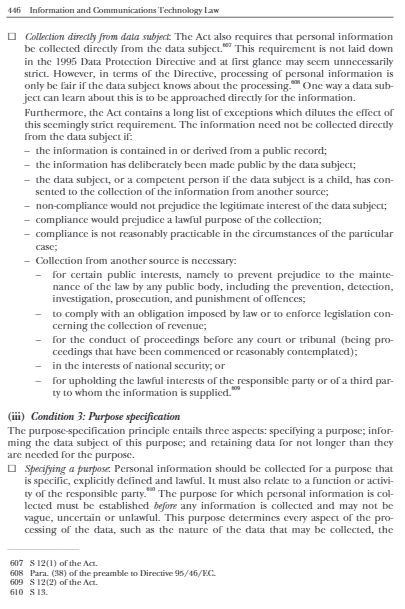 446 Information and Communications Technology Law
☐ Collection directly from data subject: The Act also requires that personal information
be collected directly from the data subject.607 This requirement is not laid down
in the 1995 Data Protection Directive and at first glance may seem unnecessarily
strict. However, in terms of the Directive, processing of personal information is
only be fair if the data subject knows about the processing.608 One way a data sub-
ject can learn about this is to be approached directly for the information.
Furthermore, the Act contains a long list of exceptions which dilutes the effect of
this seemingly strict requirement. The information need not be collected directly
from the data subject if:
– the information is contained in or derived from a public record;
– the information has deliberately been made public by the data subject;
– the data subject, or a competent person if the data subject is a child, has con-
sented to the collection of the information from another source;
– non-compliance would not prejudice the legitimate interest of the data subject;
– compliance would prejudice a lawful purpose of the collection;
– compliance is not reasonably practicable in the circumstances of the particular
case;
– Collection from another source is necessary:
– for certain public interests, namely to prevent prejudice to the mainte-
nance of the law by any public body, including the prevention, detection,
investigation, prosecution, and punishment of offences;
– to comply with an obligation imposed by law or to enforce legislation con-
cerning the collection of revenue;
– for the conduct of proceedings before any court or tribunal (being pro-
ceedings that have been commenced or reasonably contemplated);
– in the interests of national security; or
– for upholding the lawful interests of the responsible party or of a third par-
ty to whom the information is supplied.609
(iii) Condition 3: Purpose specification
The purpose-specification principle entails three aspects: specifying a purpose; infor-
ming the data subject of this purpose; and retaining data for not longer than they
are needed for the purpose.
☐ Specifying a purpose: Personal information should be collected for a purpose that
is specific, explicitly defined and lawful. It must also relate to a function or activi-
ty of the responsible party.610 The purpose for which personal information is col-
lected must be established before any information is collected and may not be
vague, uncertain or unlawful. This purpose determines every aspect of the pro-
cessing of the data, such as the nature of the data that may be collected, the
607 S 12(1) of the Act.
608 Para. (38) of the preamble to Directive 95/46/EC.
609 S 12(2) of the Act.
610 S 13.